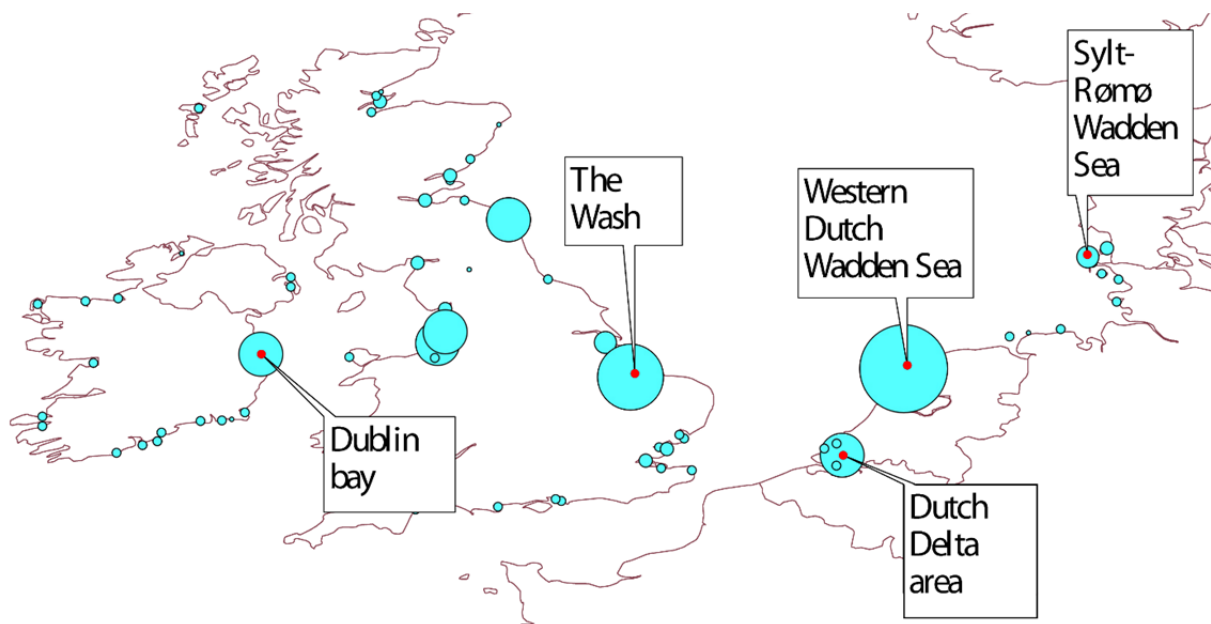 Sylt-
Rømø
Wadden
Sea
The
Wash
Western
Dutch
Wadden Sea
Dublin
bay
Dutch
Delta
area